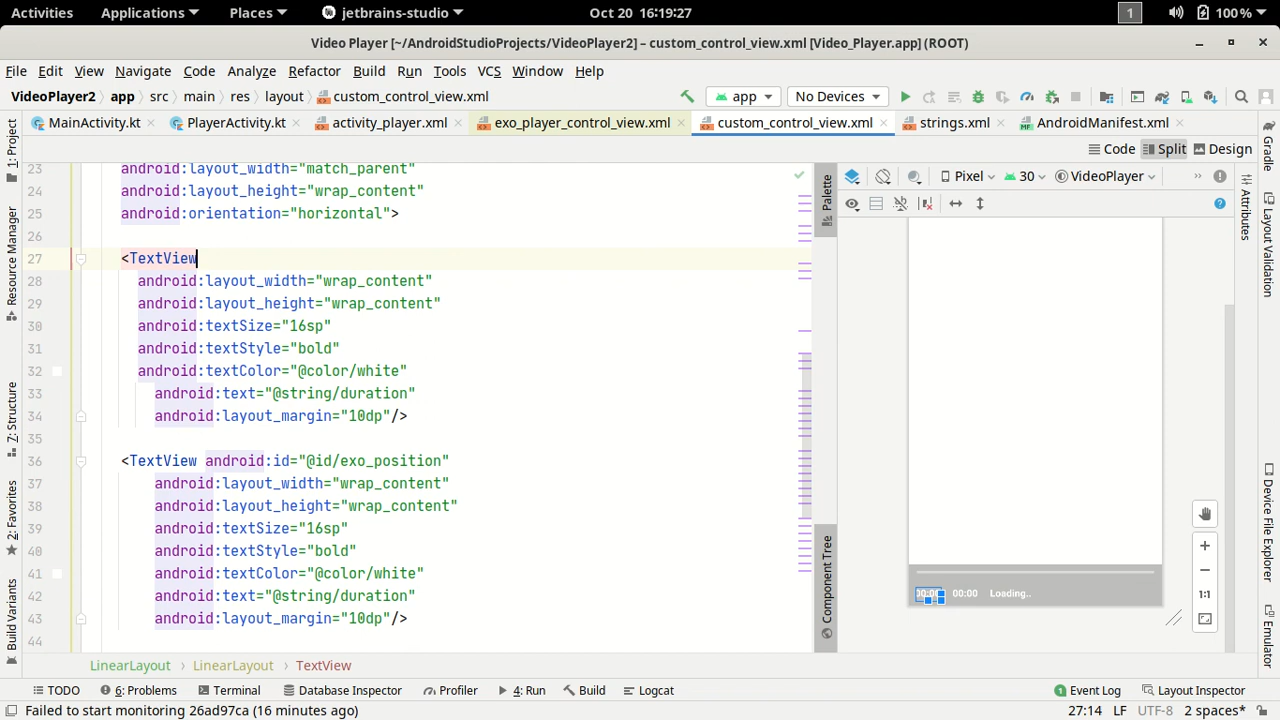 Activities Applications Places jetbrains-studio Oct 20 16:19:27 1 100%
Video Player [~/AndroidStudioProjects/VideoPlayer2] – custom_control_view.xml [Video_Player.app] (ROOT)
File Edit View Navigate Code Analyze Refactor Build Run Tools VCS Window Help
VideoPlayer2 app src main res layout custom_control_view.xml app No Devices
MainActivity.kt PlayerActivity.kt activity_player.xml exo_player_control_view.xml custom_control_view.xml strings.xml AndroidManifest.xml
Code Split Design
1: Project
Resource Manager
7: Structure
2: Favorites
Build Variants
23 android:layout_width="match_parent"
24 android:layout_height="wrap_content"
25 android:orientation="horizontal">
26
27 <TextView
28 android:layout_width="wrap_content"
29 android:layout_height="wrap_content"
30 android:textSize="16sp"
31 android:textStyle="bold"
32 android:textColor="@color/white"
33 android:text="@string/duration"
34 android:layout_margin="10dp"/>
35
36 <TextView android:id="@id/exo_position"
37 android:layout_width="wrap_content"
38 android:layout_height="wrap_content"
39 android:textSize="16sp"
40 android:textStyle="bold"
41 android:textColor="@color/white"
42 android:text="@string/duration"
43 android:layout_margin="10dp"/>
44
Palette
Component Tree
Pixel 30 VideoPlayer
00:00 00:00 Loading..
1:1
Attributes
Gradle
Layout Validation
Device File Explorer
Emulator
LinearLayout › LinearLayout › TextView
TODO 6: Problems Terminal Database Inspector Profiler 4: Run Build Logcat 1 Event Log Layout Inspector
Failed to start monitoring 26ad97ca (16 minutes ago) 27:14 LF UTF-8 2 spaces*